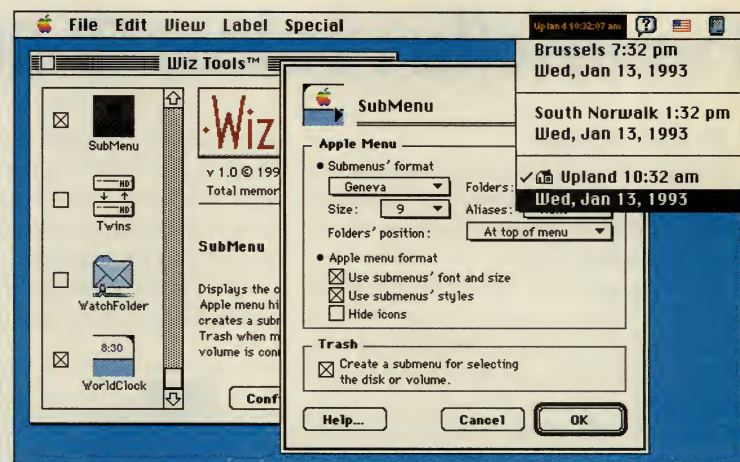 File Edit View Label Special
Upland 10:32:07 am
Brussels 7:32 pm
Wed, Jan 13, 1993
South Norwalk 1:32 pm
Wed, Jan 13, 1993
✓ Upland 10:32 am
Wed, Jan 13, 1993
Wiz Tools™
SubMenu
HD
HD
Twins
WatchFolder
8:30
WorldClock
·Wiz
v 1.0 © 199
Total memor
SubMenu
Displays the c
Apple menu hi
creates a subr
Trash when m
volume is con
Conf
SubMenu
Apple Menu
• Submenus' format
Geneva
Folders:
Size: 9
Aliases:
Folders' position: At top of menu
• Apple menu format
Use submenus' font and size
Use submenus' styles
Hide icons
Trash
Create a submenu for selecting
the disk or volume.
Help...
Cancel
OK